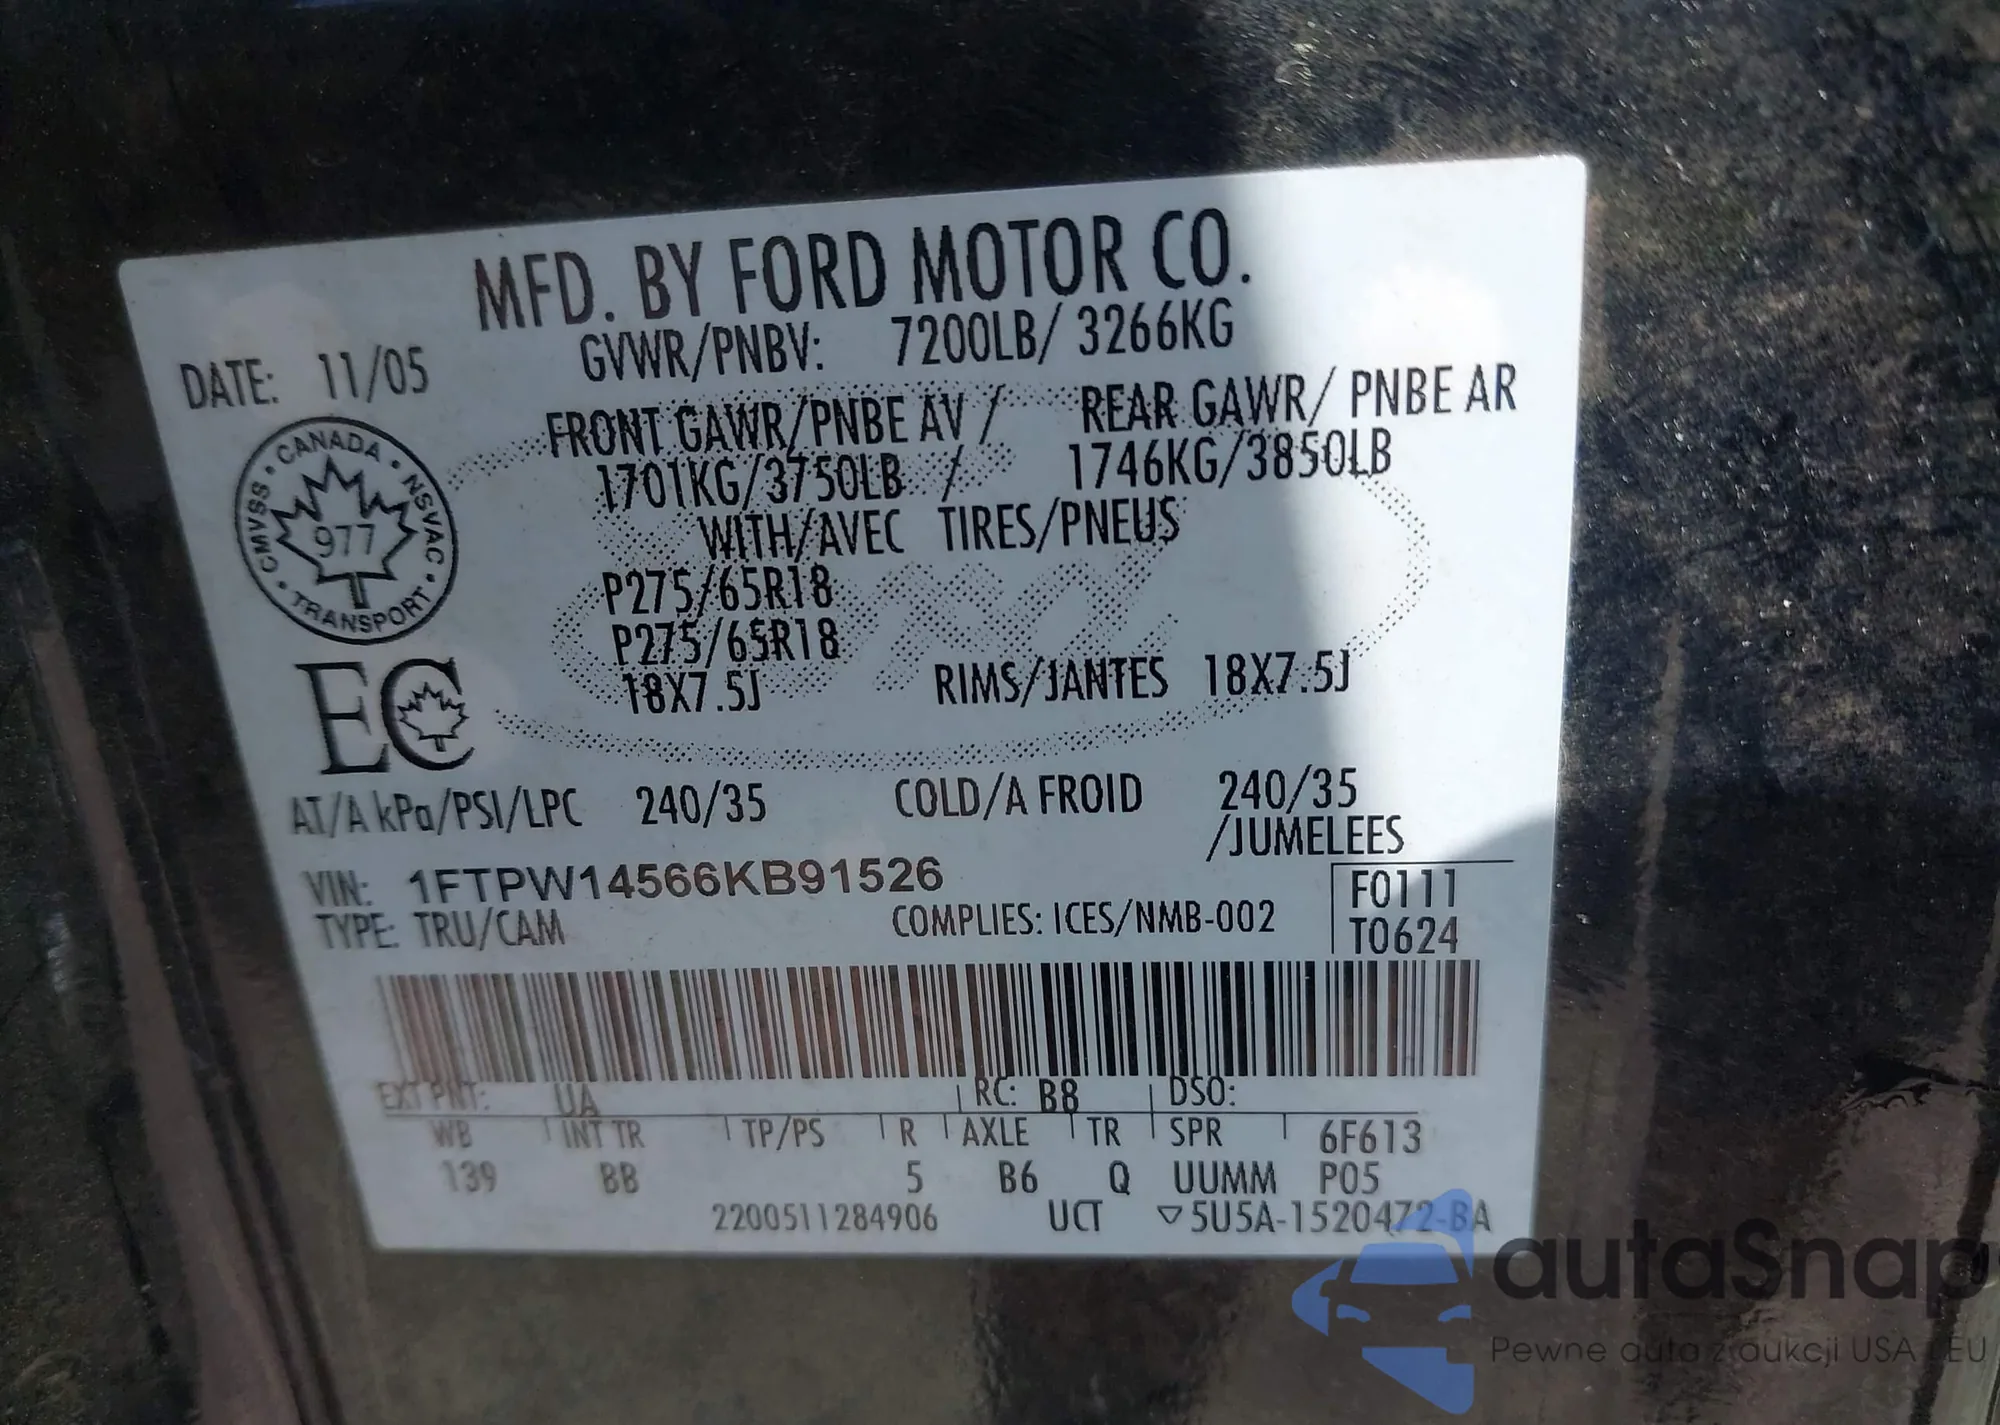 MFD. BY FORD MOTOR CO.
DATE: 11/05
GVWR/PNBV: 7200LB/ 3266KG
FRONT GAWR/PNBE AV / REAR GAWR/ PNBE AR
1701KG/3750LB / 1746KG/3850LB
WITH/AVEC TIRES/PNEUS
P275/65R18
P275/65R18
18X7.5J RIMS/JANTES 18X7.5J
CANADA • NSVAC • TRANSPORT • CMVSS •
977
EC
AT/A kPa/PSI/LPC 240/35 COLD/A FROID 240/35
/JUMELEES
VIN: 1FTPW14566KB91526
TYPE: TRU/CAM COMPLIES: ICES/NMB-002
F0111
T0624
EXT PNT: UA RC: B8 DSO:
WB INT TR TP/PS R AXLE TR SPR 6F613
139 BB 5 B6 Q UUMM P05
2200511284906 UCT ▽5U5A-1520472-BA
autaSnap
Pewne auta z aukcji USA i EU